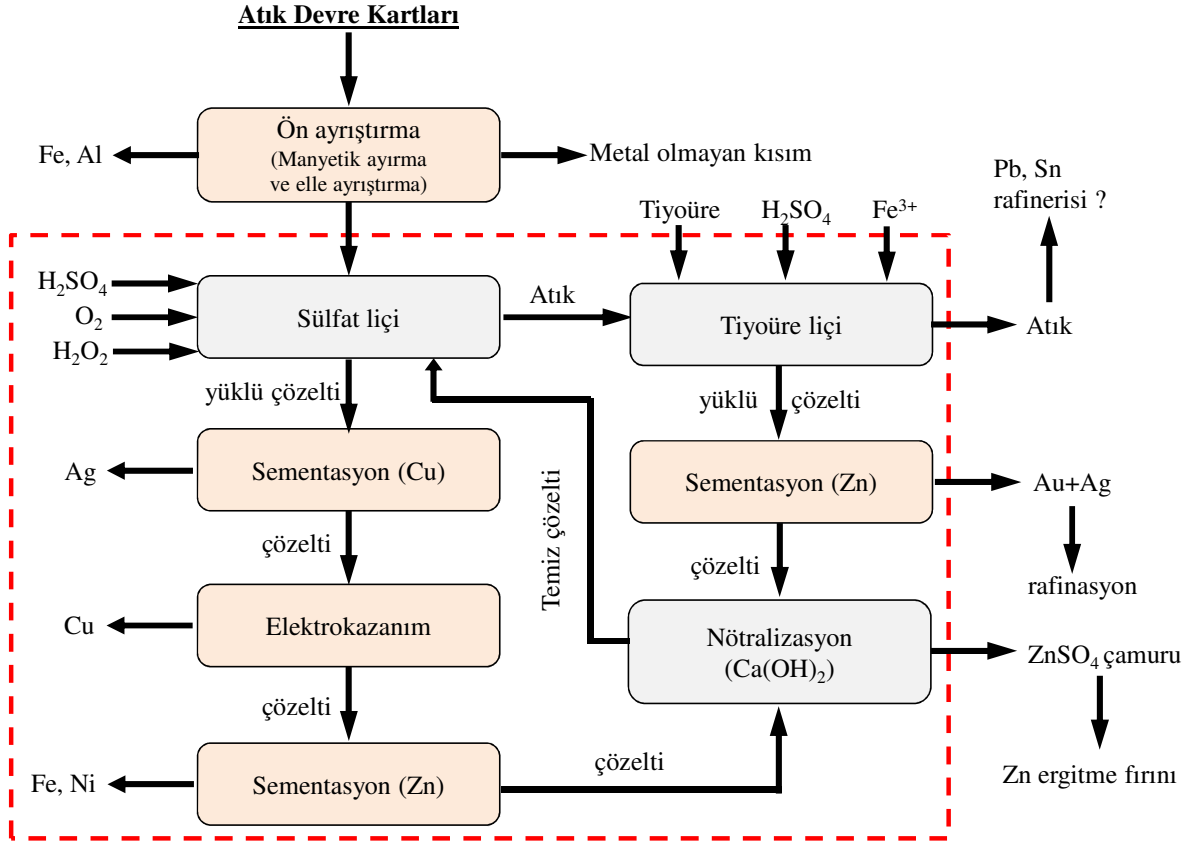 Atık Devre Kartları
Ön ayrıştırma
(Manyetik ayırma
ve elle ayrıştırma)
Fe, Al
Metal olmayan kısım
Pb, Sn
rafinerisi ?
Tiyoüre
H₂SO₄
Fe³⁺
H₂SO₄
O₂
H₂O₂
Sülfat liçi
Atık
Tiyoüre liçi
Atık
yüklü çözelti
yüklü çözelti
Ag
Sementasyon (Cu)
Sementasyon (Zn)
Au+Ag
Temiz çözelti
çözelti
çözelti
rafinasyon
Cu
Elektrokazanım
Nötralizasyon
(Ca(OH)₂)
ZnSO₄ çamuru
çözelti
çözelti
Fe, Ni
Sementasyon (Zn)
Zn ergitme fırını